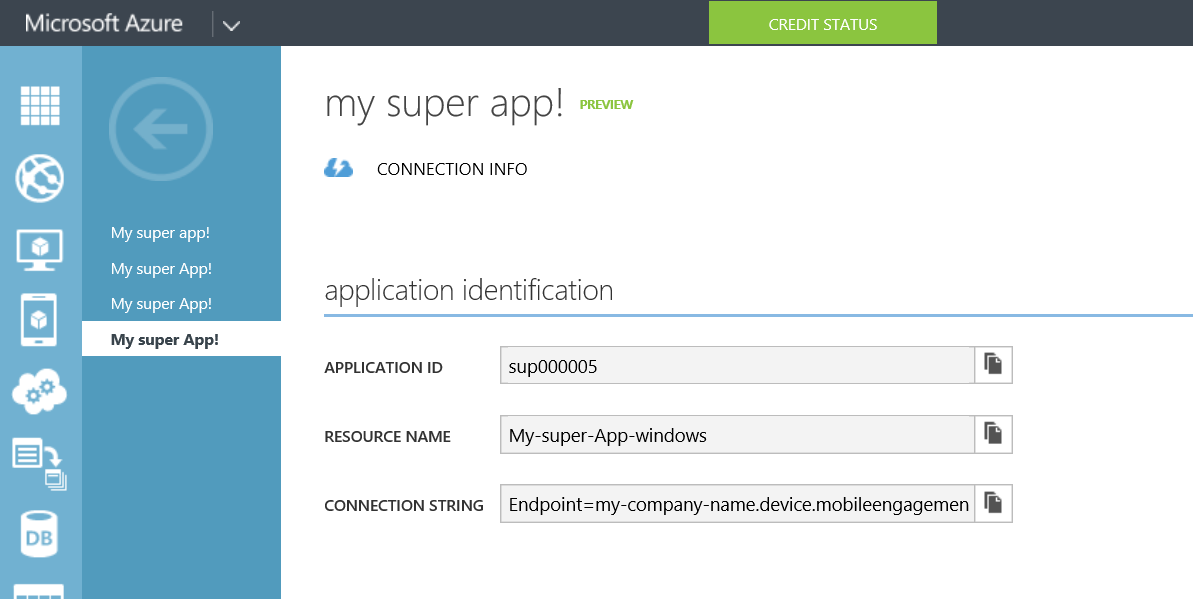 Microsoft Azure
CREDIT STATUS
My super app!
My super App!
My super App!
My super App!
my super app! PREVIEW
CONNECTION INFO
application identification
APPLICATION ID sup000005
RESOURCE NAME My-super-App-windows
CONNECTION STRING Endpoint=my-company-name.device.mobileengagemen
DB